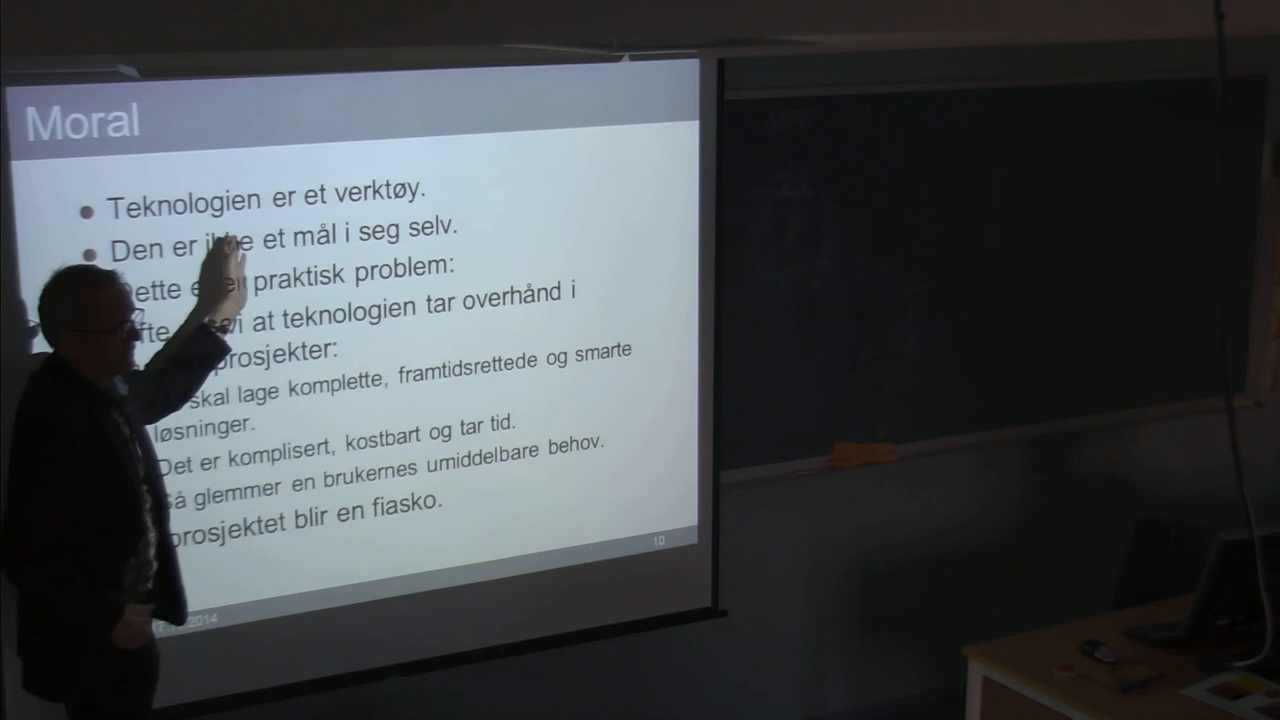 Moral
Teknologien er et verktøy.
Den er ikke et mål i seg selv.
praktisk problem:
at teknologien tar overhånd i
prosjekter:
skal lage komplette, framtidsrettede og smarte
løsninger.
Det er komplisert, kostbart og tar tid.
Så glemmer en brukernes umiddelbare behov.
prosjektet blir en fiasko.
10
2014